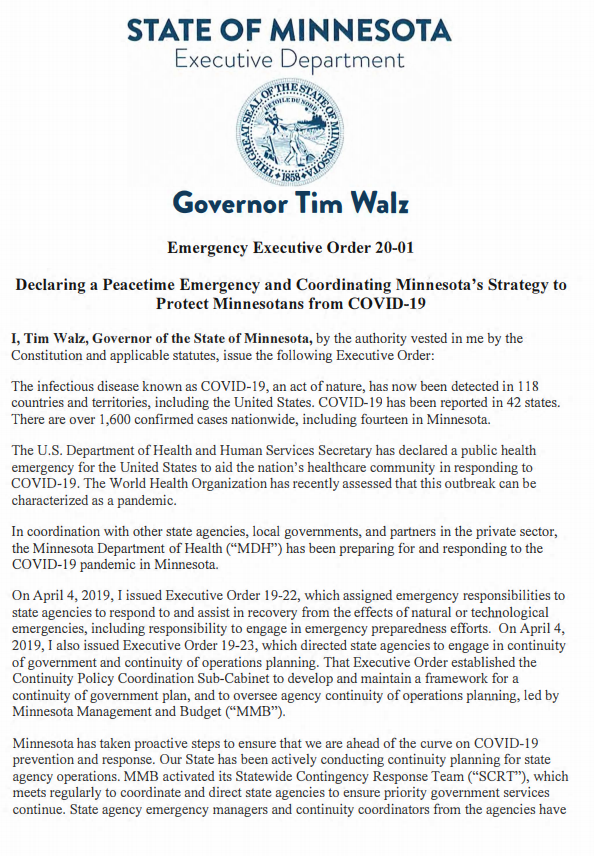 STATE OF MINNESOTA
Executive Department
THE GREAT SEAL OF THE STATE OF MINNESOTA
L'ETOILE DU NORD
1858
Governor Tim Walz
Emergency Executive Order 20-01
Declaring a Peacetime Emergency and Coordinating Minnesota's Strategy to
Protect Minnesotans from COVID-19
I, Tim Walz, Governor of the State of Minnesota, by the authority vested in me by the
Constitution and applicable statutes, issue the following Executive Order:
The infectious disease known as COVID-19, an act of nature, has now been detected in 118
countries and territories, including the United States. COVID-19 has been reported in 42 states.
There are over 1,600 confirmed cases nationwide, including fourteen in Minnesota.
The U.S. Department of Health and Human Services Secretary has declared a public health
emergency for the United States to aid the nation's healthcare community in responding to
COVID-19. The World Health Organization has recently assessed that this outbreak can be
characterized as a pandemic.
In coordination with other state agencies, local governments, and partners in the private sector,
the Minnesota Department of Health ("MDH") has been preparing for and responding to the
COVID-19 pandemic in Minnesota.
On April 4, 2019, I issued Executive Order 19-22, which assigned emergency responsibilities to
state agencies to respond to and assist in recovery from the effects of natural or technological
emergencies, including responsibility to engage in emergency preparedness efforts. On April 4,
2019, I also issued Executive Order 19-23, which directed state agencies to engage in continuity
of government and continuity of operations planning. That Executive Order established the
Continuity Policy Coordination Sub-Cabinet to develop and maintain a framework for a
continuity of government plan, and to oversee agency continuity of operations planning, led by
Minnesota Management and Budget ("MMB").
Minnesota has taken proactive steps to ensure that we are ahead of the curve on COVID-19
prevention and response. Our State has been actively conducting continuity planning for state
agency operations. MMB activated its Statewide Contingency Response Team ("SCRT"), which
meets regularly to coordinate and direct state agencies to ensure priority government services
continue. State agency emergency managers and continuity coordinators from the agencies have